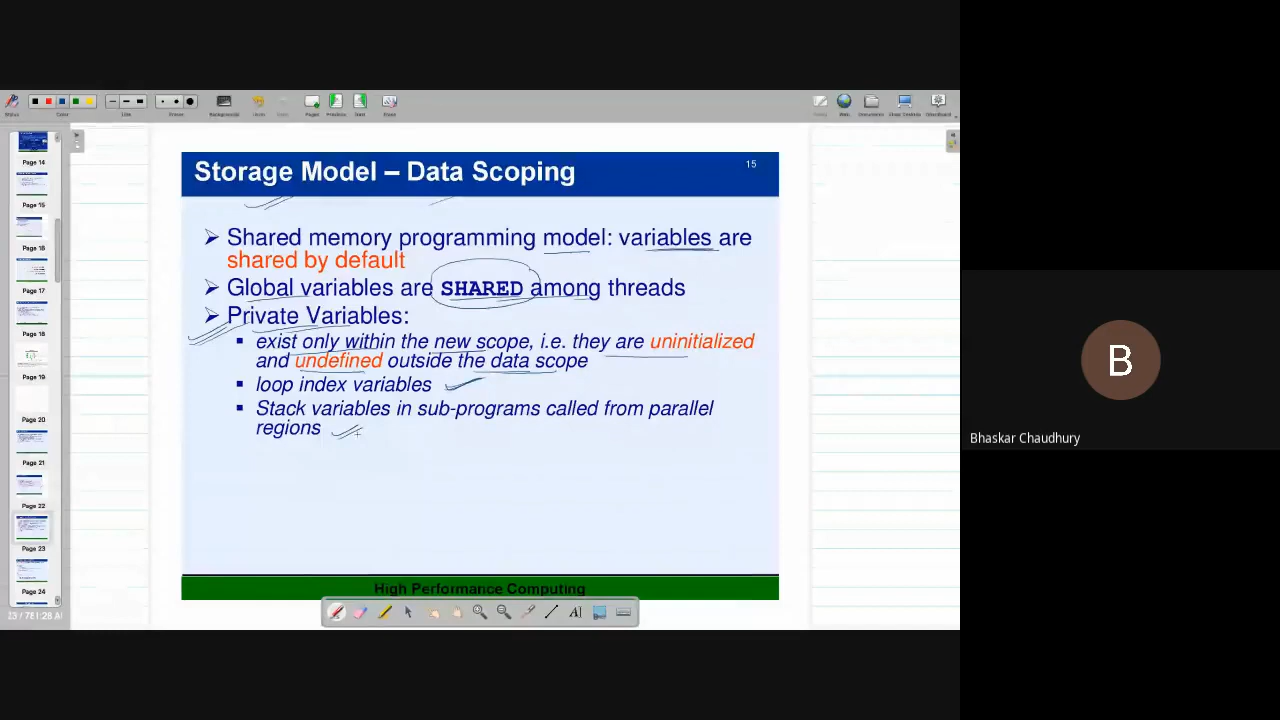 Storage Model – Data Scoping
15
➢ Shared memory programming model: variables are
shared by default
➢ Global variables are SHARED among threads
➢ Private Variables:
▪ exist only within the new scope, i.e. they are uninitialized
and undefined outside the data scope
▪ loop index variables
▪ Stack variables in sub-programs called from parallel
regions
High Performance Computing
Page 14
Page 15
Page 16
Page 17
Page 18
Page 19
Page 20
Page 21
Page 22
Page 23
Page 24
B
Bhaskar Chaudhury